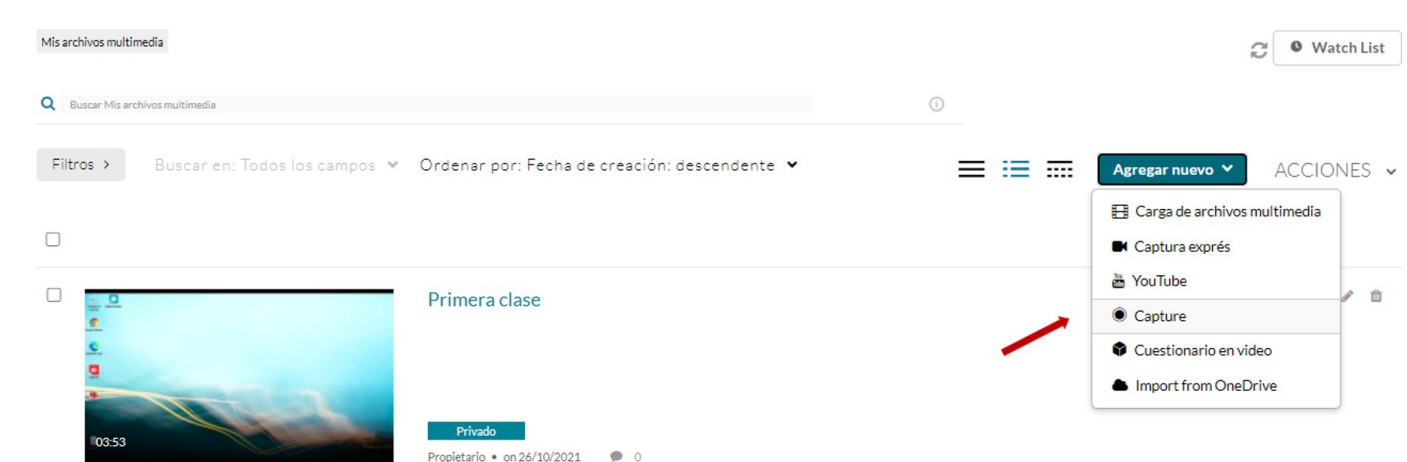 Mis archivos multimedia
Watch List
Buscar Mis archivos multimedia
Filtros >
Buscar en: Todos los campos
Ordenar por: Fecha de creación: descendente
Agregar nuevo
ACCIONES
Carga de archivos multimedia
Captura exprés
YouTube
Capture
Cuestionario en video
Import from OneDrive
Primera clase
03:53
Privado
Propietario • on 26/10/2021 0